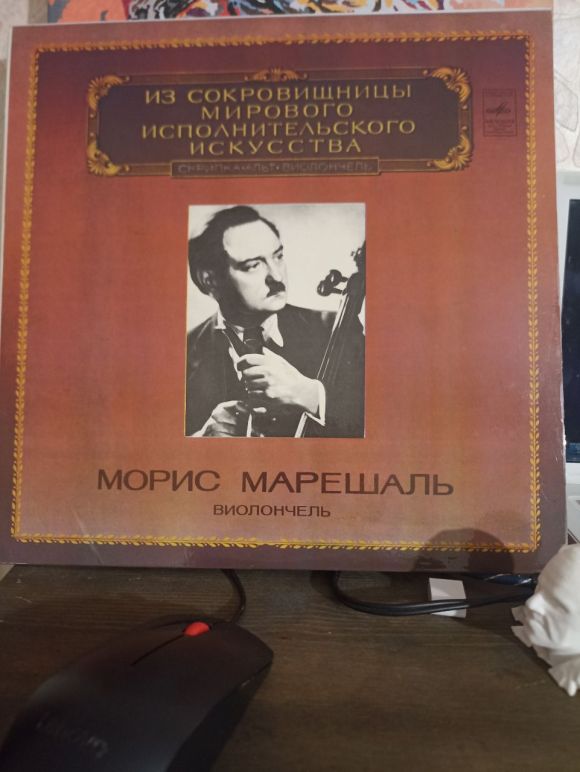 ИЗ СОКРОВИЩНИЦЫ
МИРОВОГО
ИСПОЛНИТЕЛЬСКОГО
ИСКУССТВА
СКРИПКА•АЛЬТ•ВИОЛОНЧЕЛЬ
МОРИС МАРЕШАЛЬ
ВИОЛОНЧЕЛЬ